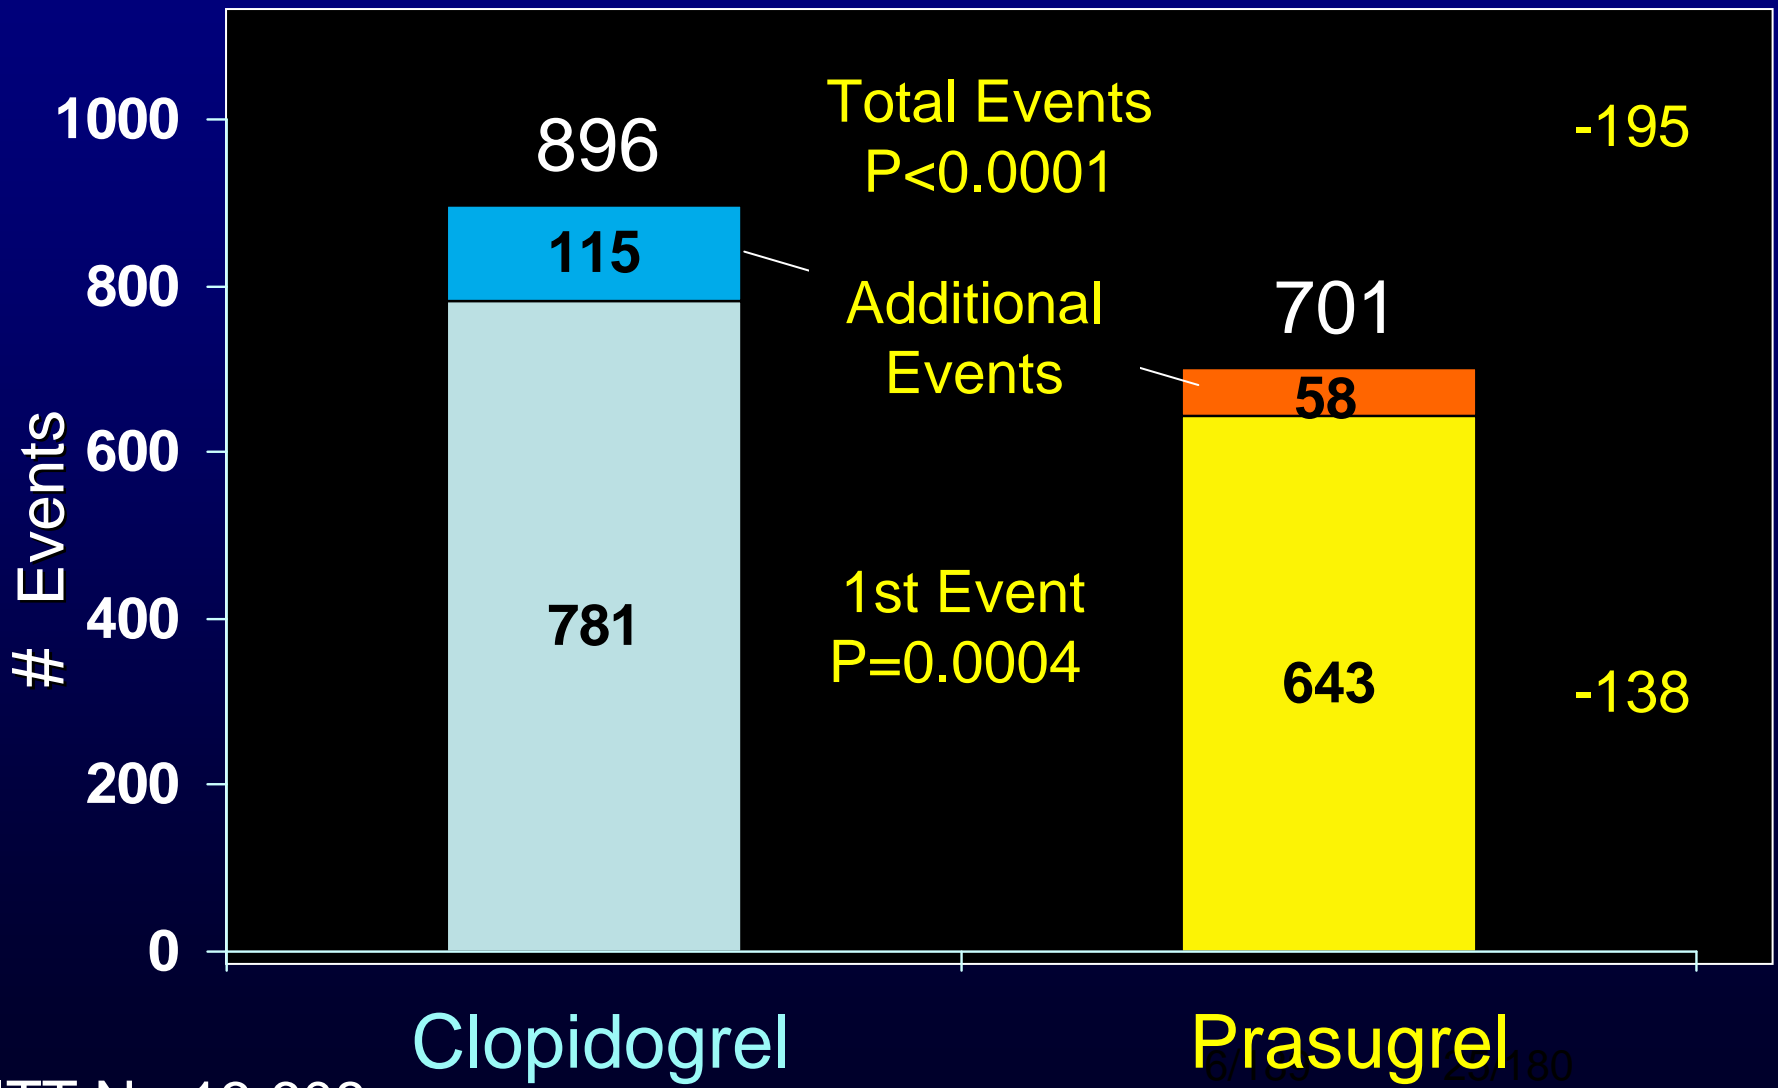 1000
800
600
400
200
0
# Events
896
115
781
Total Events
P<0.0001
Additional
Events
1st Event
P=0.0004
701
58
643
-195
-138
Clopidogrel
Prasugrel